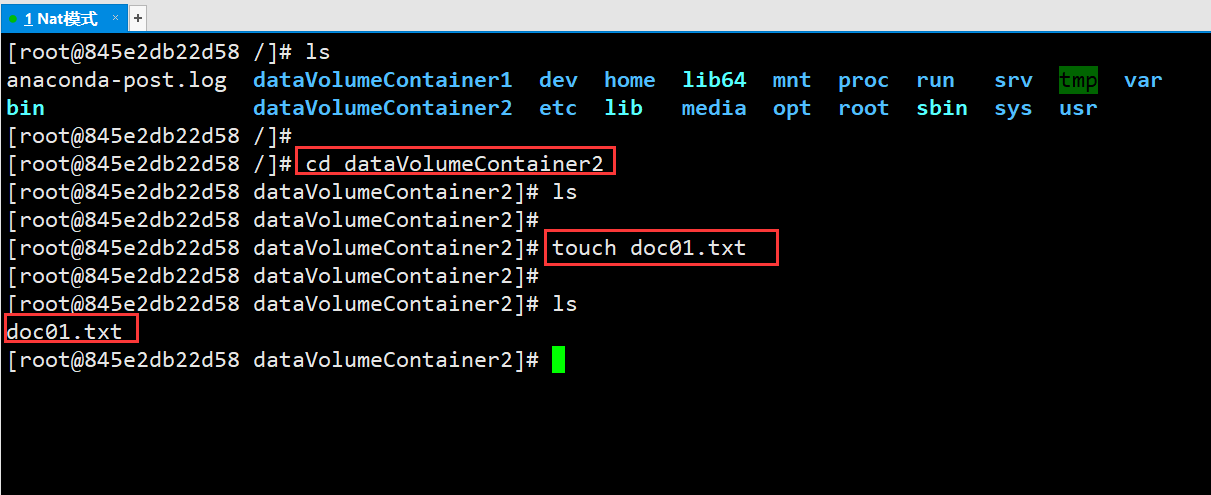 1 Nat模式 × +
[root@845e2db22d58 /]# ls
anaconda-post.log  dataVolumeContainer1  dev  home  lib64  mnt  proc  run  srv  tmp  var
bin                dataVolumeContainer2  etc  lib   media  opt  root  sbin  sys  usr
[root@845e2db22d58 /]#
[root@845e2db22d58 /]# cd dataVolumeContainer2
[root@845e2db22d58 dataVolumeContainer2]# ls
[root@845e2db22d58 dataVolumeContainer2]#
[root@845e2db22d58 dataVolumeContainer2]# touch doc01.txt
[root@845e2db22d58 dataVolumeContainer2]#
[root@845e2db22d58 dataVolumeContainer2]# ls
doc01.txt
[root@845e2db22d58 dataVolumeContainer2]#